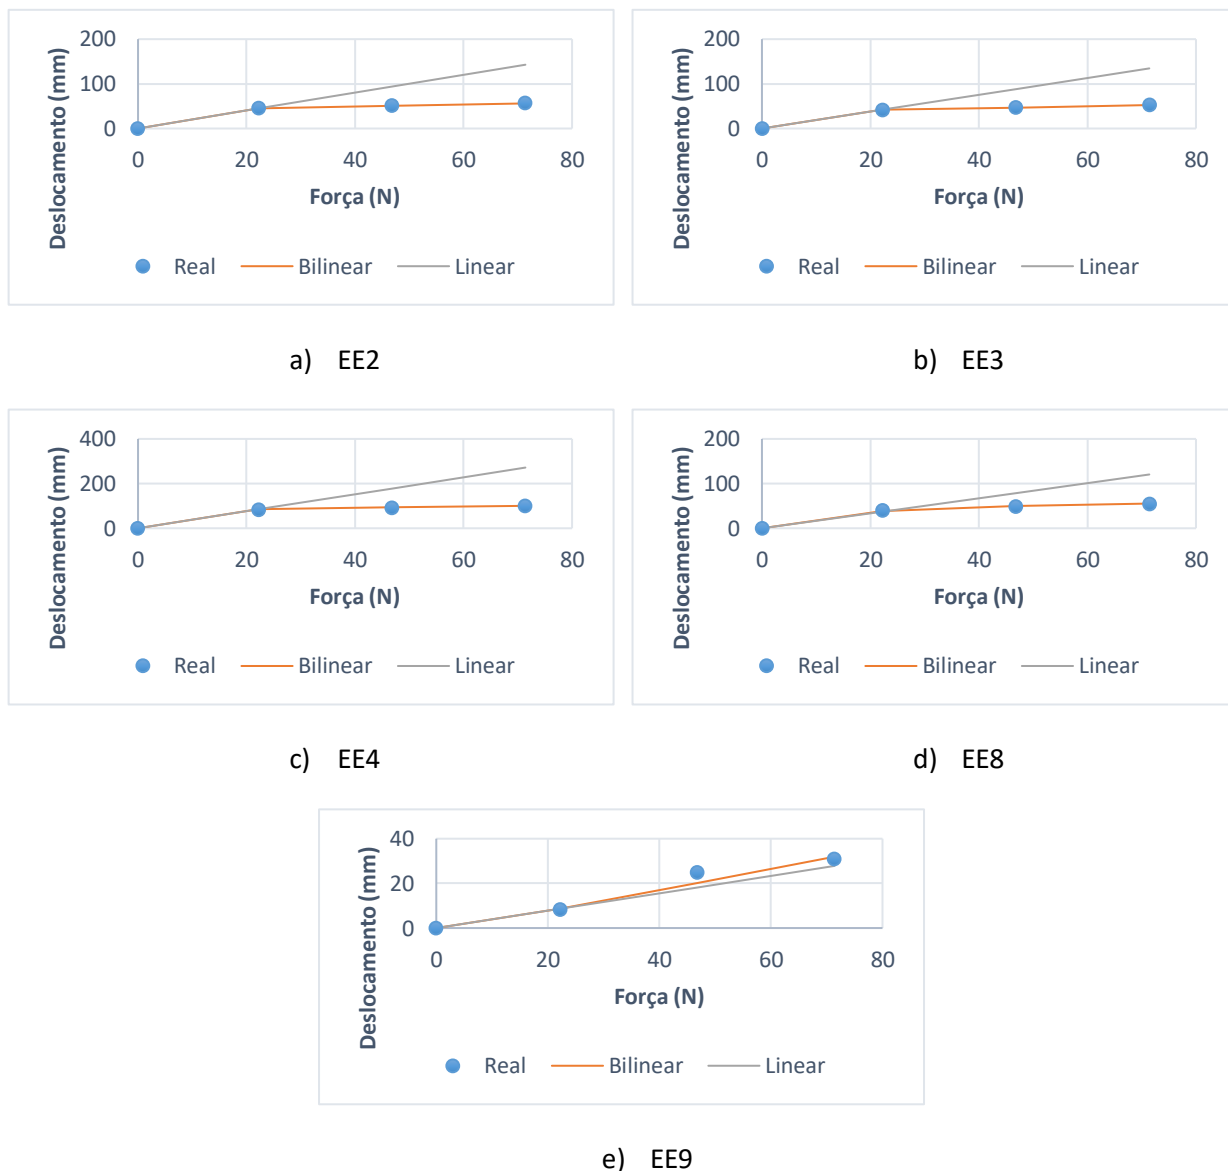 200
100
0
0 20 40 60 80
Deslocamento (mm)
Força (N)
Real Bilinear Linear
a) EE2
200
100
0
0 20 40 60 80
Deslocamento (mm)
Força (N)
Real Bilinear Linear
b) EE3
400
200
0
0 20 40 60 80
Deslocamento (mm)
Força (N)
Real Bilinear Linear
c) EE4
200
100
0
0 20 40 60 80
Deslocamento (mm)
Força (N)
Real Bilinear Linear
d) EE8
40
20
0
0 20 40 60 80
Deslocamento (mm)
Força (N)
Real Bilinear Linear
e) EE9